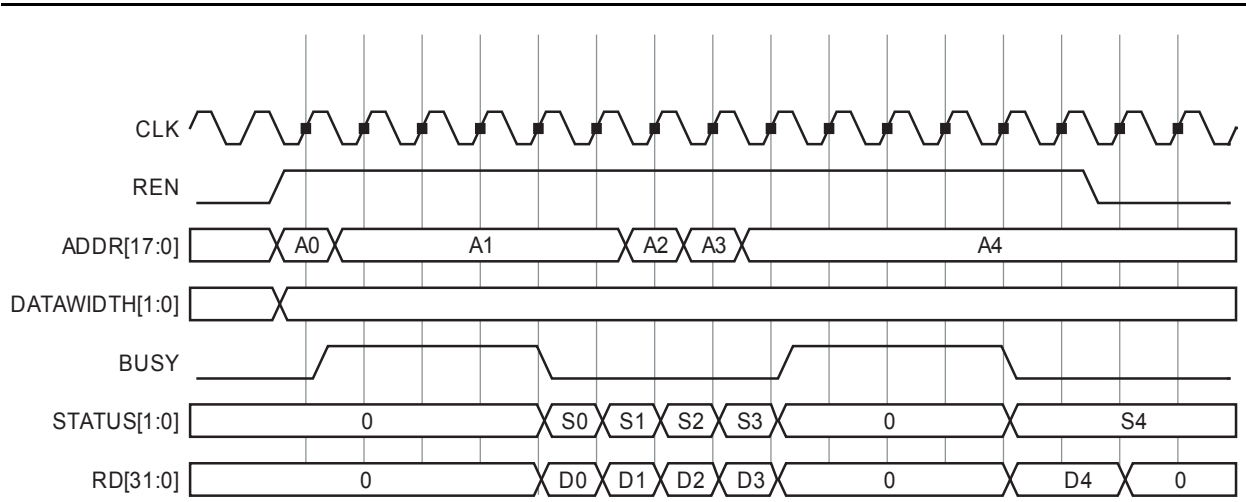 CLK
REN
ADDR[17:0] A0 A1 A2 A3 A4
DATAWIDTH[1:0]
BUSY
STATUS[1:0] 0 S0 S1 S2 S3 0 S4
RD[31:0] 0 D0 D1 D2 D3 0 D4 0